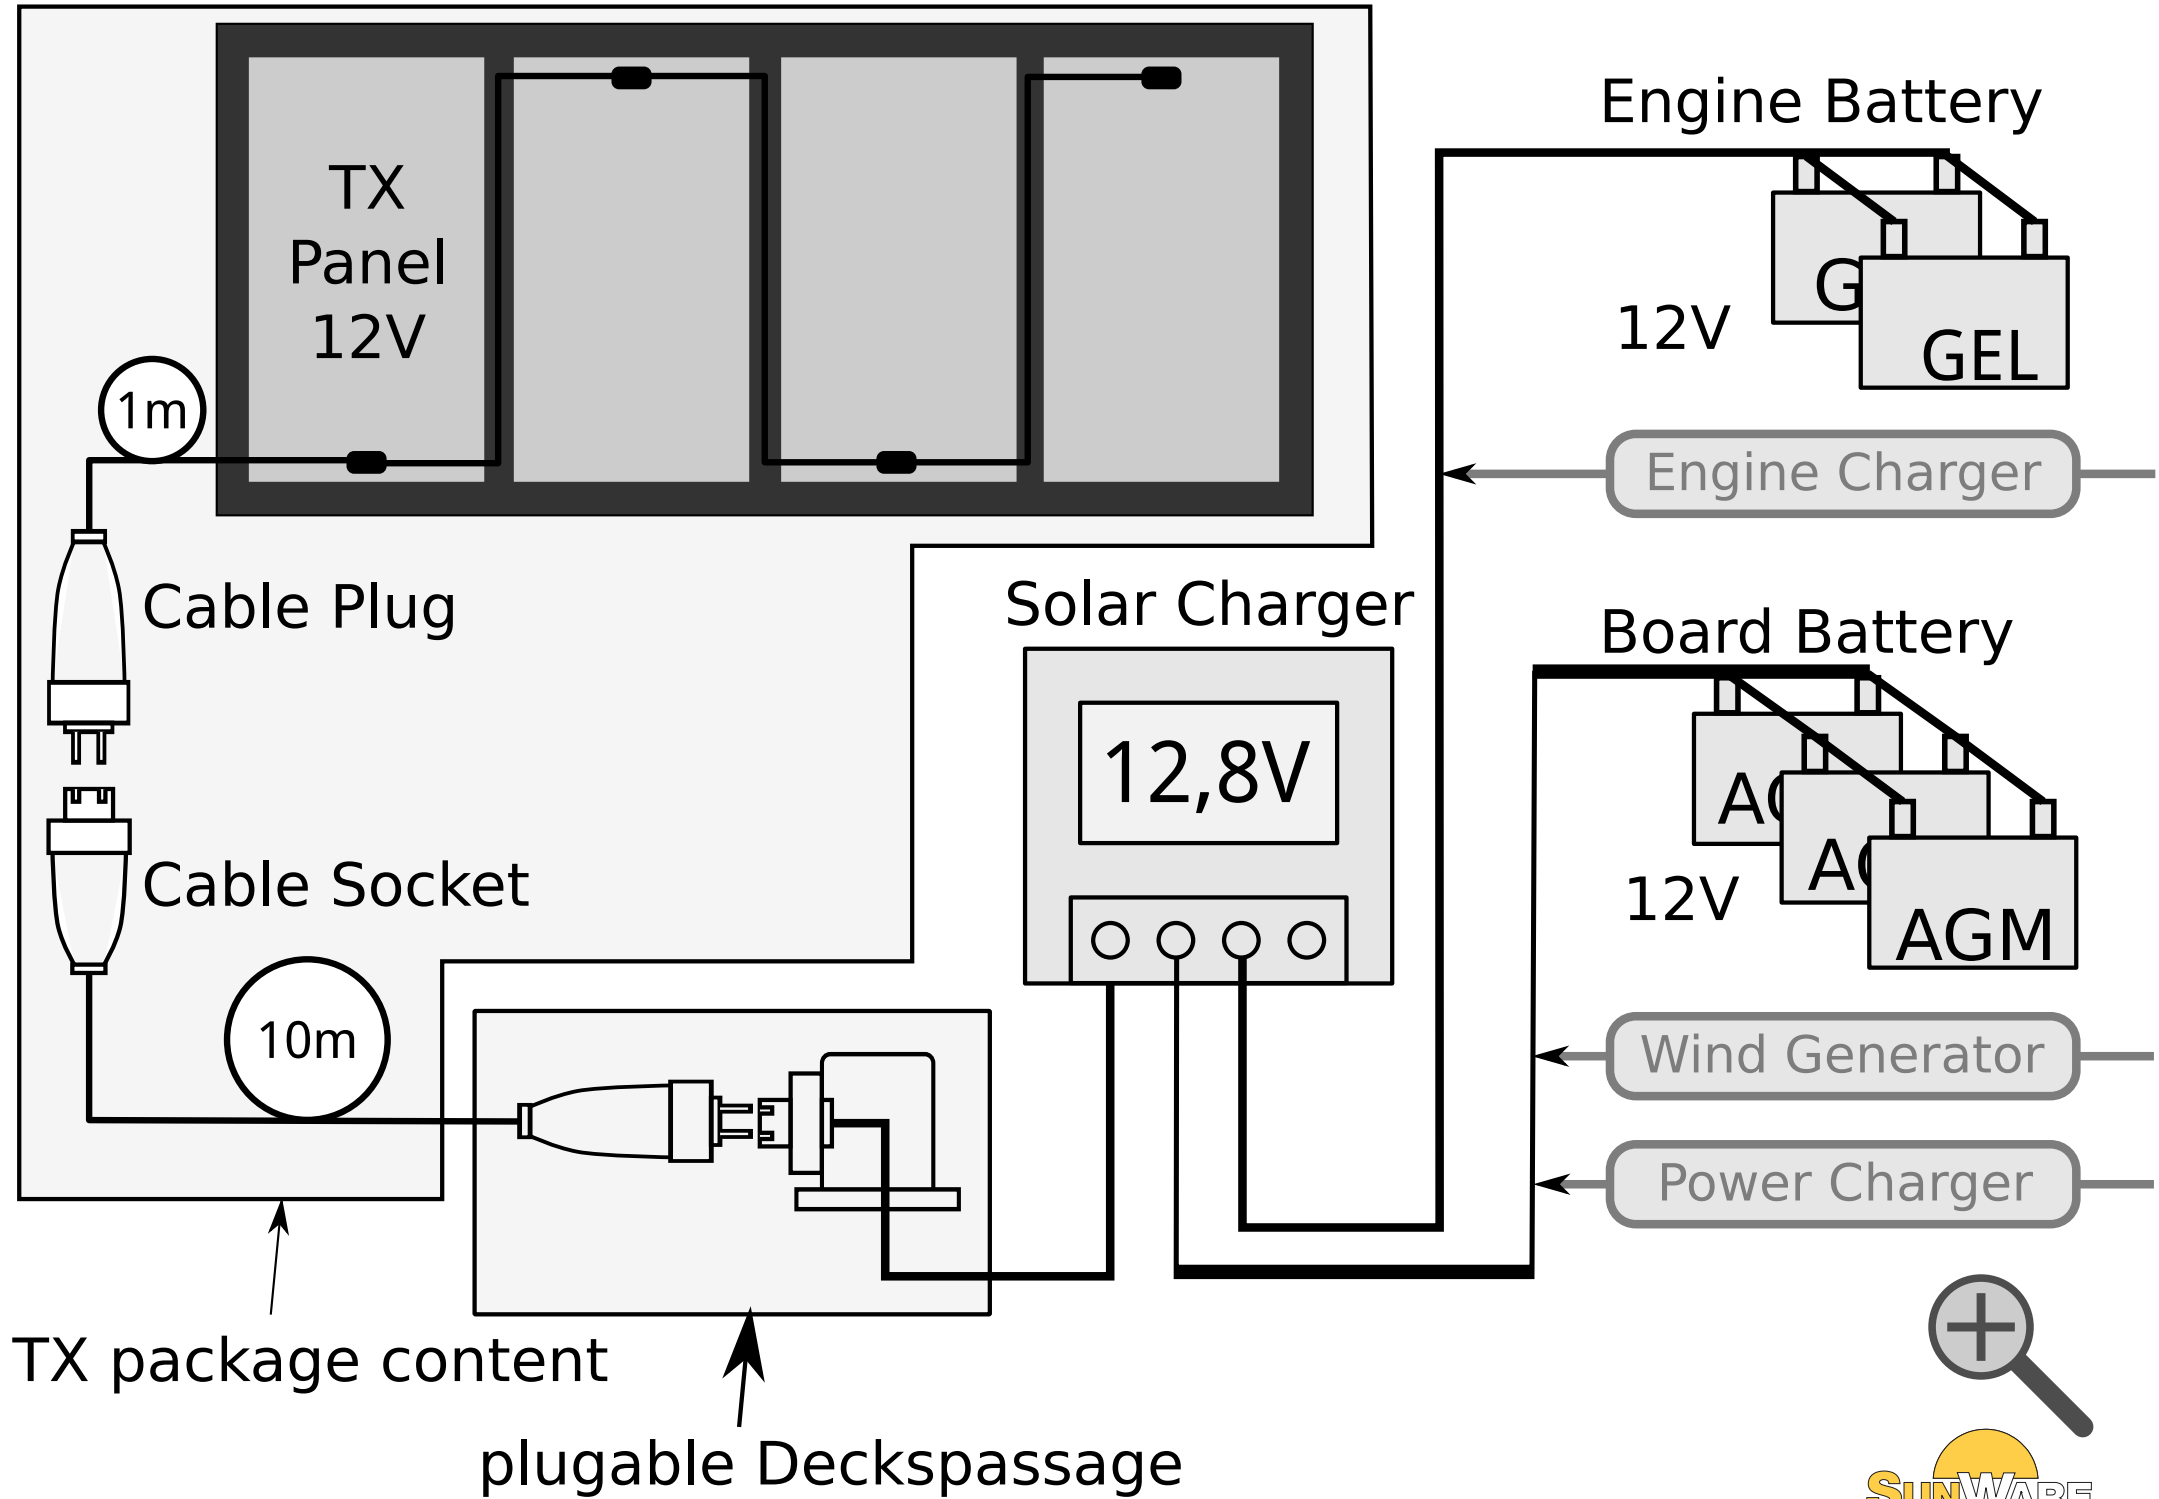 TX
Panel
12V
1m
Cable Plug
Cable Socket
10m
TX package content
plugable Deckspassage
Solar Charger
12,8V
Engine Battery
12V
G
GEL
Engine Charger
Board Battery
12V
A
A
AGM
Wind Generator
Power Charger
SUNWARE